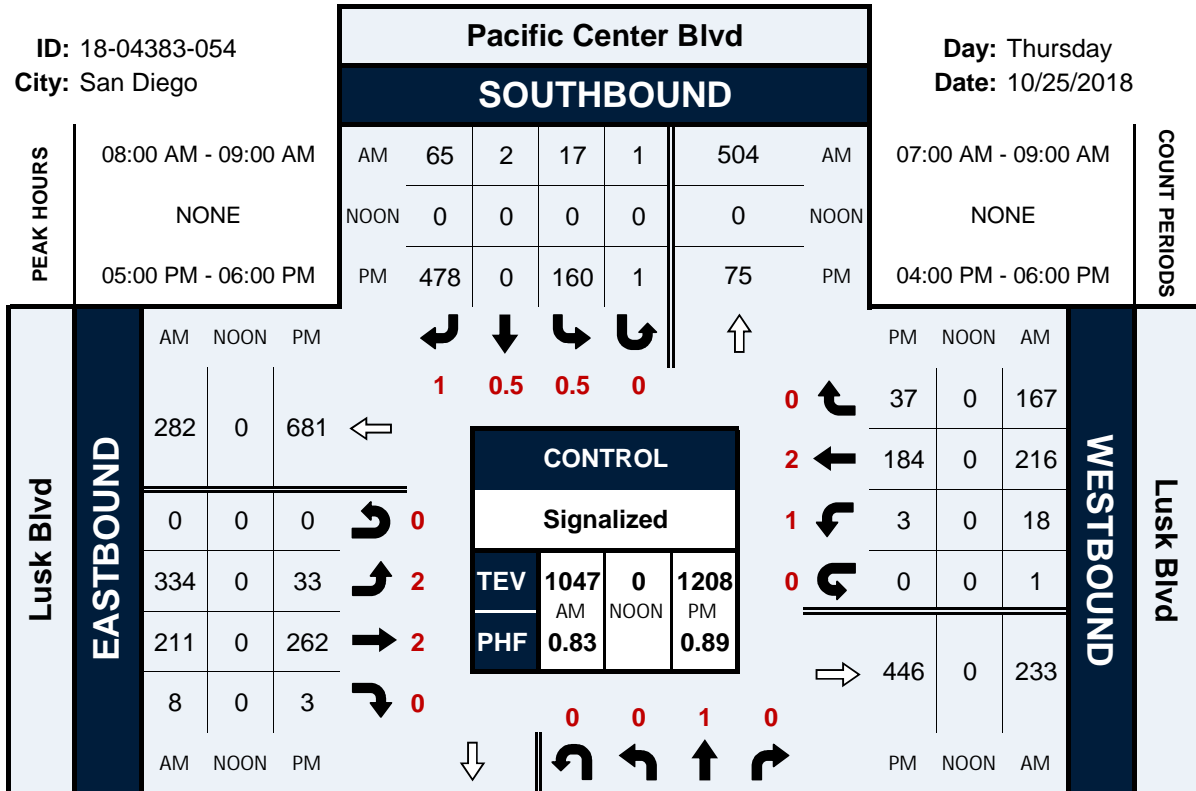 ID: 18-04383-054
City: San Diego
Pacific Center Blvd
SOUTHBOUND
Day: Thursday
Date: 10/25/2018
PEAK HOURS
08:00 AM - 09:00 AM
NONE
05:00 PM - 06:00 PM
AM 65 2 17 1 504 AM
NOON 0 0 0 0 0 NOON
PM 478 0 160 1 75 PM
07:00 AM - 09:00 AM
NONE
04:00 PM - 06:00 PM
COUNT PERIODS
1 0.5 0.5 0
Lusk Blvd
EASTBOUND
AM NOON PM
282 0 681
0 0 0 0
334 0 33 2
211 0 262 2
8 0 3 0
AM NOON PM
CONTROL
Signalized
TEV 1047 0 1208
AM NOON PM
PHF 0.83 0.89
PM NOON AM
0 37 0 167
2 184 0 216
1 3 0 18
0 0 0 1
446 0 233
PM NOON AM
WESTBOUND
Lusk Blvd
0 0 1 0